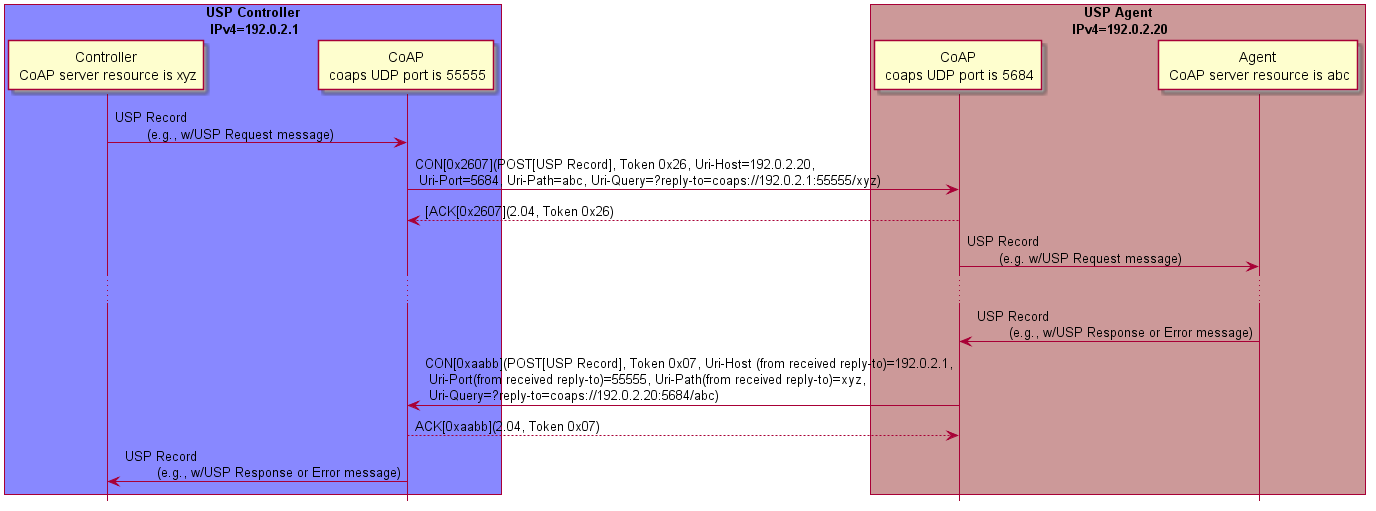 USP Controller
IPv4=192.0.2.1
USP Agent
IPv4=192.0.2.20
Controller
CoAP server resource is xyz
CoAP
coaps UDP port is 55555
CoAP
coaps UDP port is 5684
Agent
CoAP server resource is abc
USP Record
(e.g., w/USP Request message)
CON[0x2607](POST[USP Record], Token 0x26, Uri-Host=192.0.2.20,
Uri-Port=5684, Uri-Path=abc, Uri-Query=?reply-to=coaps://192.0.2.1:55555/xyz)
[ACK[0x2607](2.04, Token 0x26)
USP Record
(e.g. w/USP Request message)
USP Record
(e.g., w/USP Response or Error message)
CON[0xaabb](POST[USP Record], Token 0x07, Uri-Host (from received reply-to)=192.0.2.1,
Uri-Port(from received reply-to)=55555, Uri-Path(from received reply-to)=xyz,
Uri-Query=?reply-to=coaps://192.0.2.20:5684/abc)
ACK[0xaabb](2.04, Token 0x07)
USP Record
(e.g., w/USP Response or Error message)